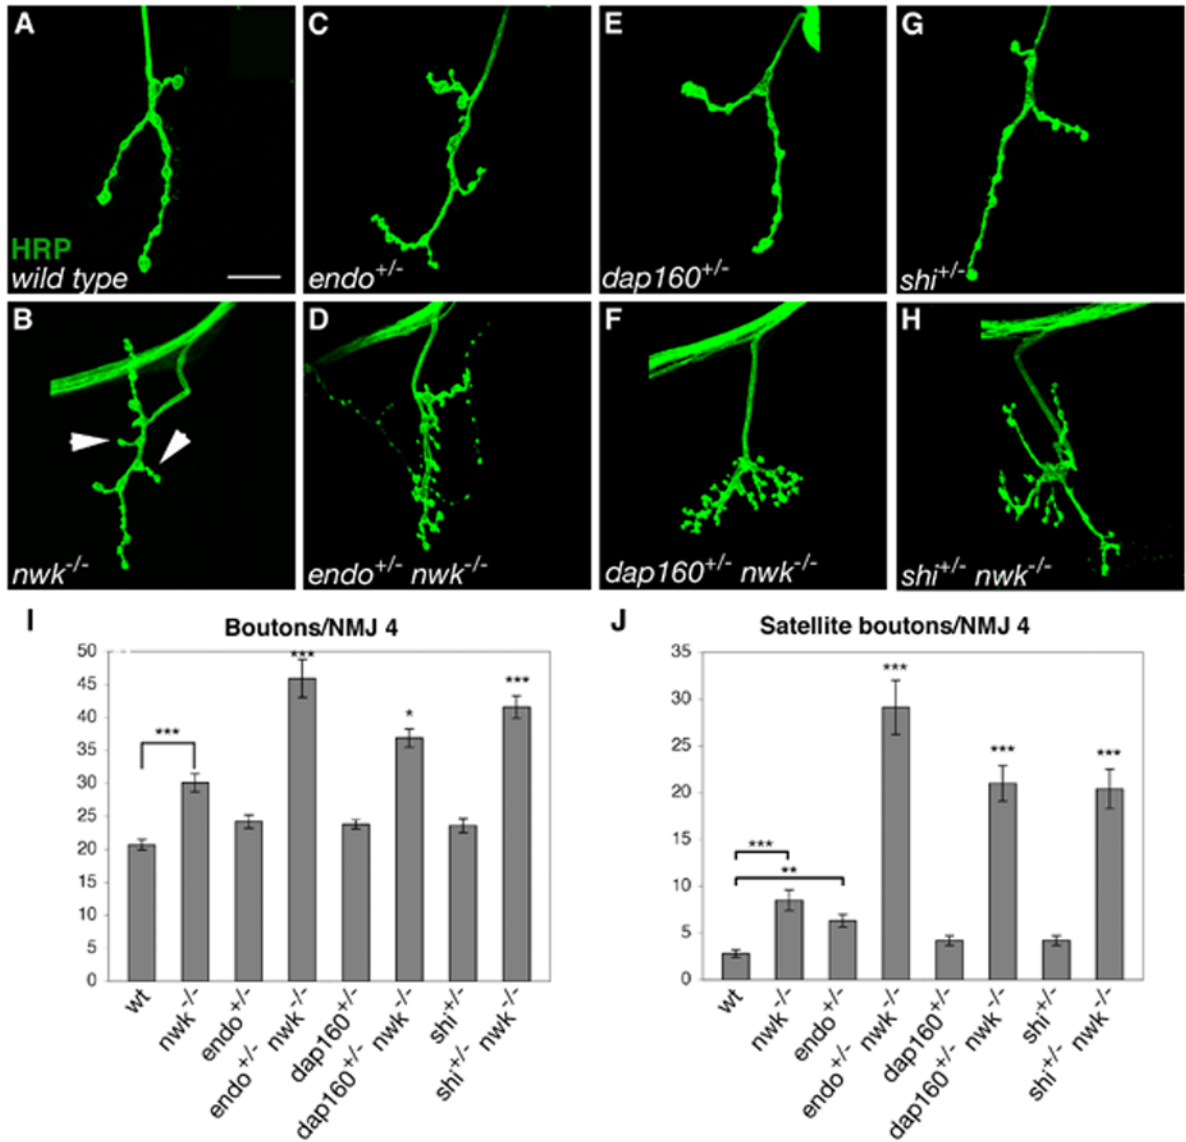 A
HRP
wild type
C
endo+/-
E
dap160+/-
G
shi+/-
B
nwk-/-
D
endo+/- nwk-/-
F
dap160+/- nwk-/-
H
shi+/- nwk-/-
I
Boutons/NMJ 4
50
45
40
35
30
25
20
15
10
5
0
***
***
*
***
wt
nwk-/-
endo+/-
endo+/- nwk-/-
dap160+/-
dap160+/- nwk-/-
shi+/-
shi+/- nwk-/-
J
Satellite boutons/NMJ 4
35
30
25
20
15
10
5
0
***
**
***
***
***
wt
nwk-/-
endo+/-
endo+/- nwk-/-
dap160+/-
dap160+/- nwk-/-
shi+/-
shi+/- nwk-/-